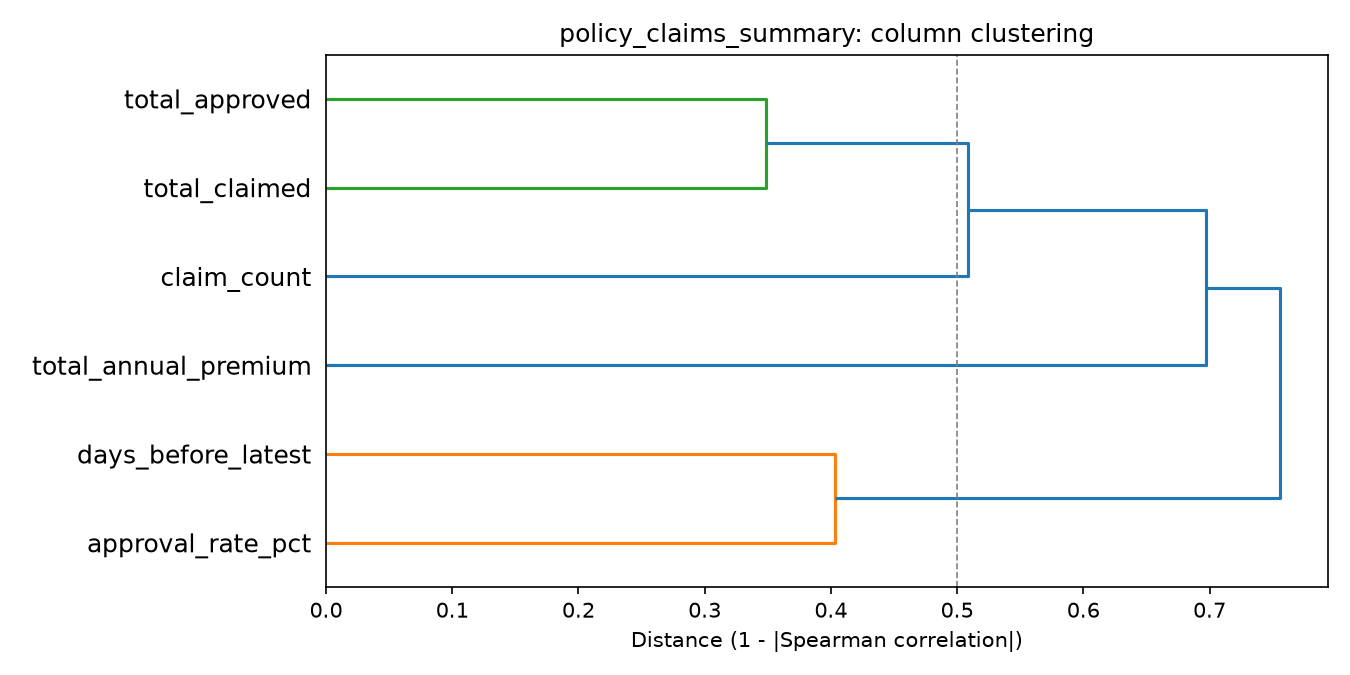 policy_claims_summary: column clustering
total_approved
total_claimed
claim_count
total_annual_premium
days_before_latest
approval_rate_pct
0.0 0.1 0.2 0.3 0.4 0.5 0.6 0.7
Distance (1 - |Spearman correlation|)